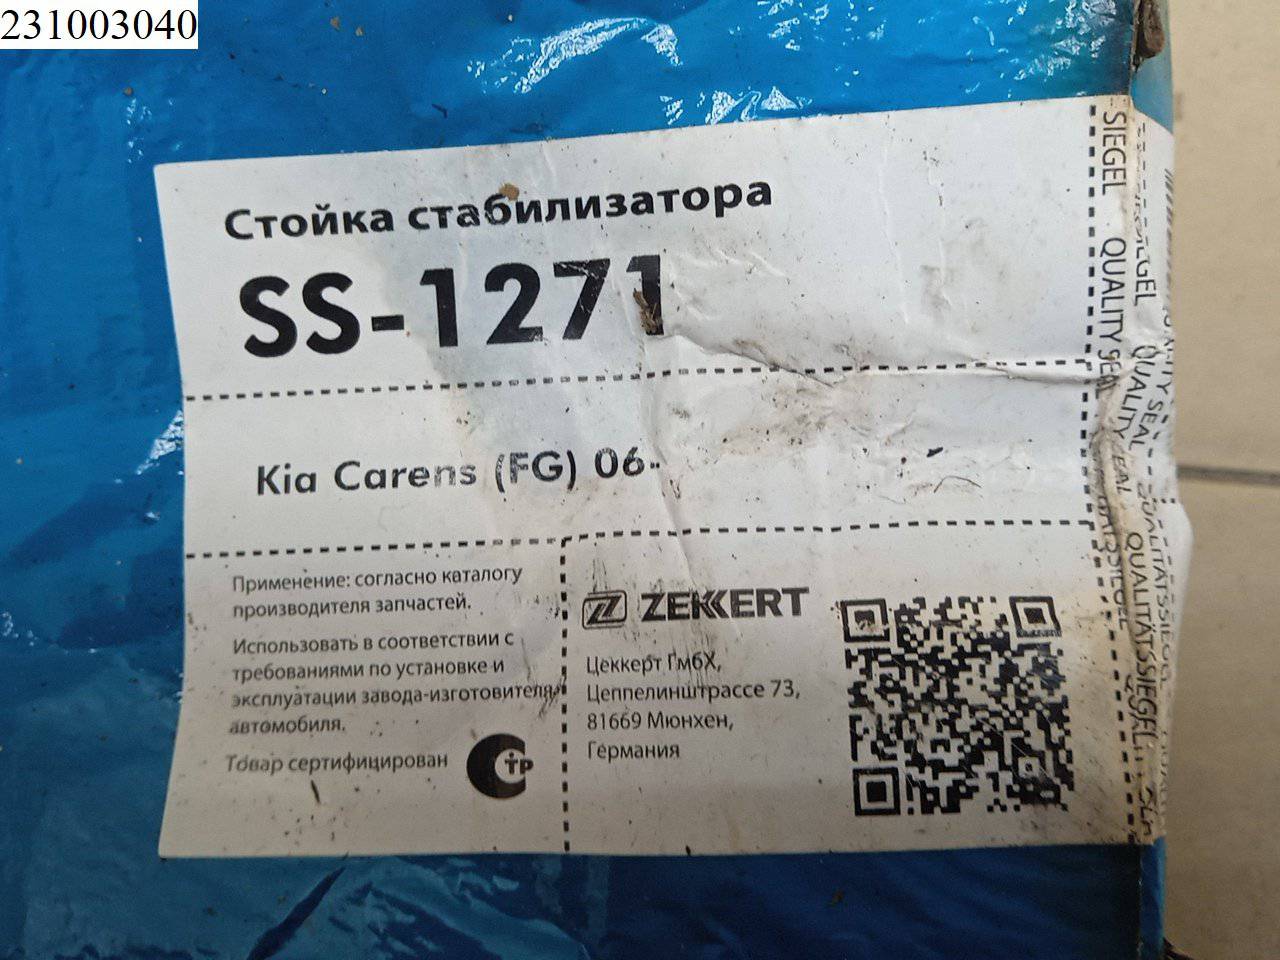 231003040
Стойка стабилизатора
SS-1271
Kia Carens (FG) 06-
Применение: согласно каталогу
производителя запчастей.
Использовать в соответствии с
требованиями по установке и
эксплуатации завода-изготовителя
автомобиля.
Товар сертифицирован
ТР
ZEKKERT
Цеккерт ГмбХ,
Цеппелинштрассе 73,
81669 Мюнхен,
Германия
SIEGEL QUALITY SEAL
QUALITY SEAL QUALITÄTSSIEGEL